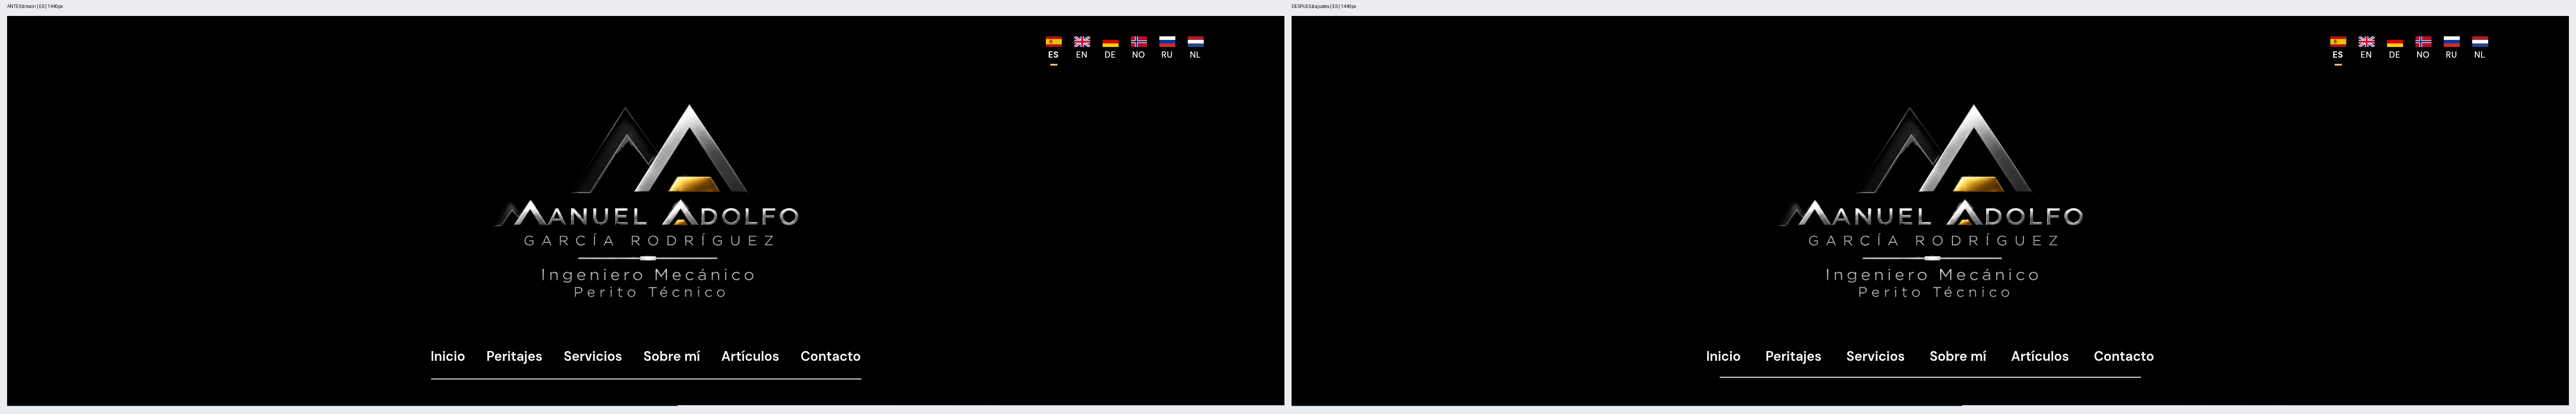 ANTES @main | ES | 1440px
ES EN DE NO RU NL
MANUEL ADOLFO
GARCÍA RODRÍGUEZ
Ingeniero Mecánico
Perito Técnico
Inicio Peritajes Servicios Sobre mí Artículos Contacto
DESPUES @ajustes | ES | 1440px
ES EN DE NO RU NL
MANUEL ADOLFO
GARCÍA RODRÍGUEZ
Ingeniero Mecánico
Perito Técnico
Inicio Peritajes Servicios Sobre mí Artículos Contacto